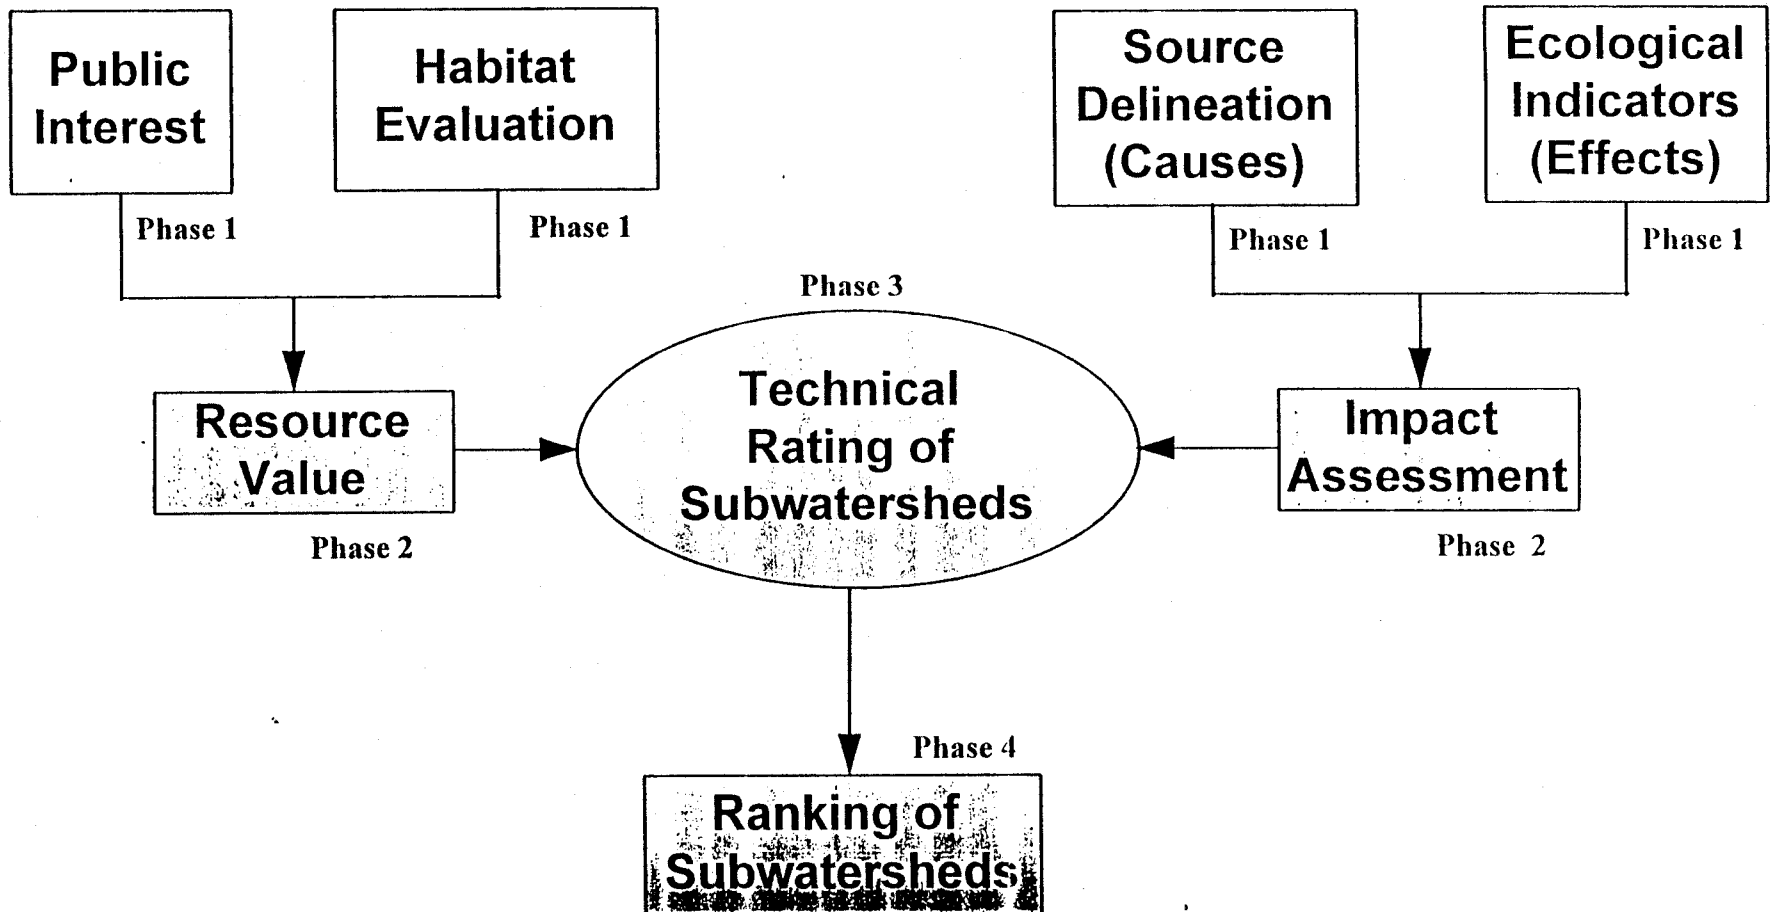 Public
Interest
Habitat
Evaluation
Source
Delineation
(Causes)
Ecological
Indicators
(Effects)
Phase 1
Phase 1
Phase 1
Phase 1
Phase 3
Technical
Rating of
Subwatersheds
Resource
Value
Impact
Assessment
Phase 2
Phase 2
Phase 4
Ranking of
Subwatersheds